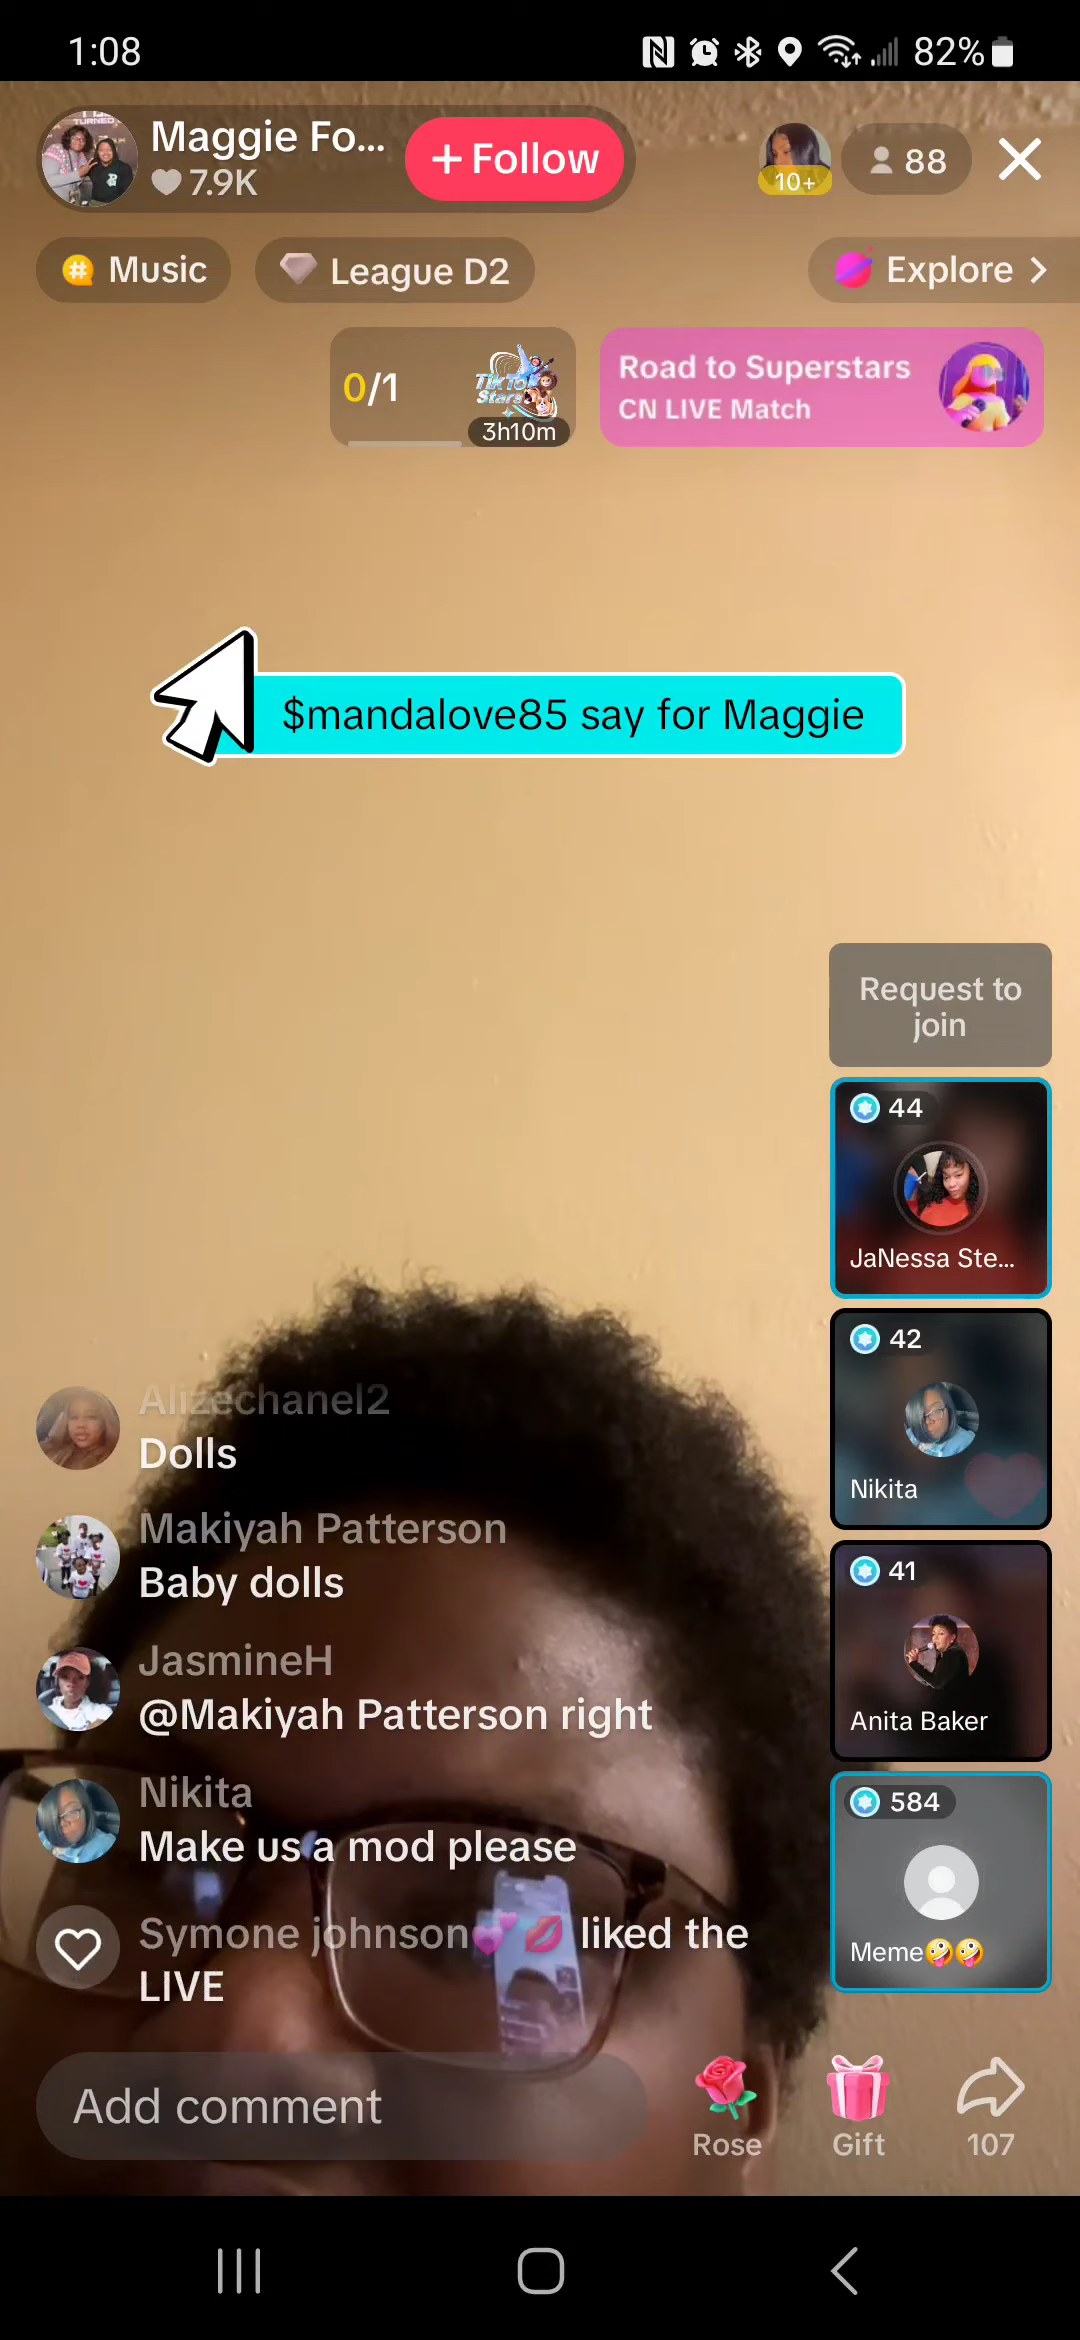 1:08
82%
Maggie Fo...
7.9K
+ Follow
10+
88
Music
League D2
Explore >
0/1
TikTok
Stars
3h10m
Road to Superstars
CN LIVE Match
$mandalove85 say for Maggie
Request to
join
44
JaNessa Ste...
42
Nikita
41
Anita Baker
584
Meme🤪🤪
Alizechanel2
Dolls
Makiyah Patterson
Baby dolls
JasmineH
@Makiyah Patterson right
Nikita
Make us a mod please
Symone johnson💕💋 liked the
LIVE
Add comment
Rose
Gift
107